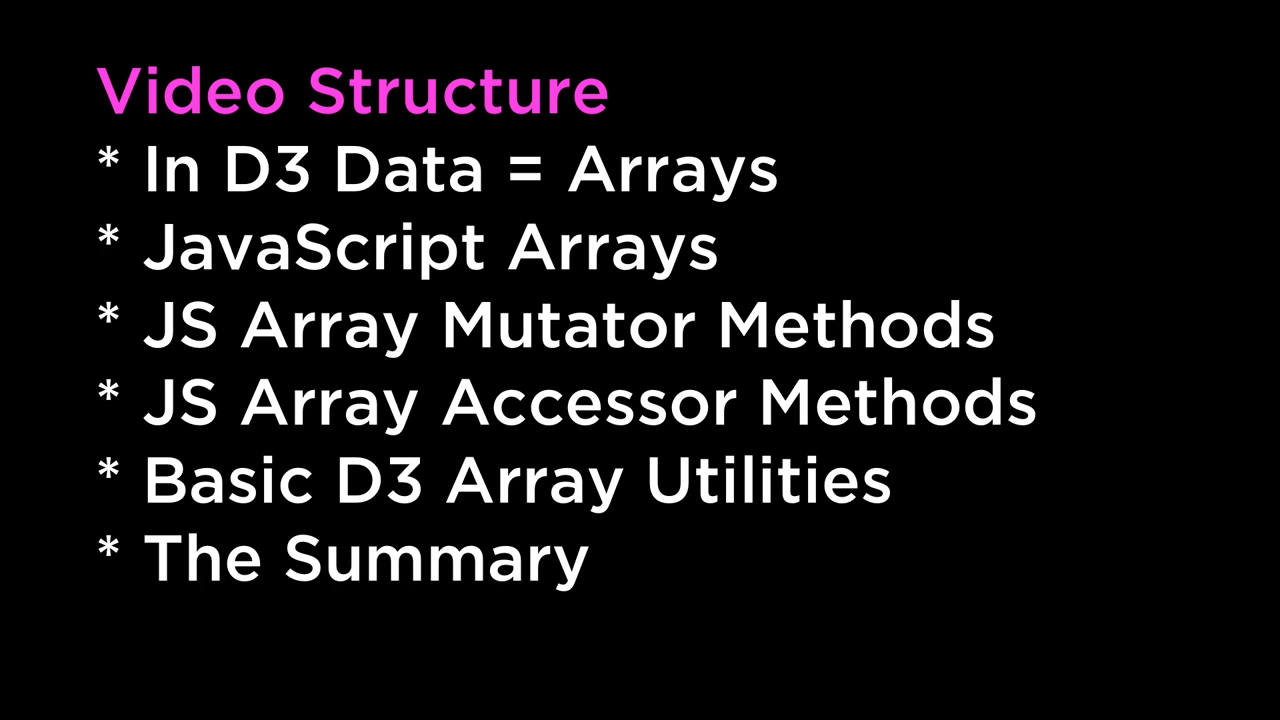 Video Structure
* In D3 Data = Arrays
* JavaScript Arrays
* JS Array Mutator Methods
* JS Array Accessor Methods
* Basic D3 Array Utilities
* The Summary